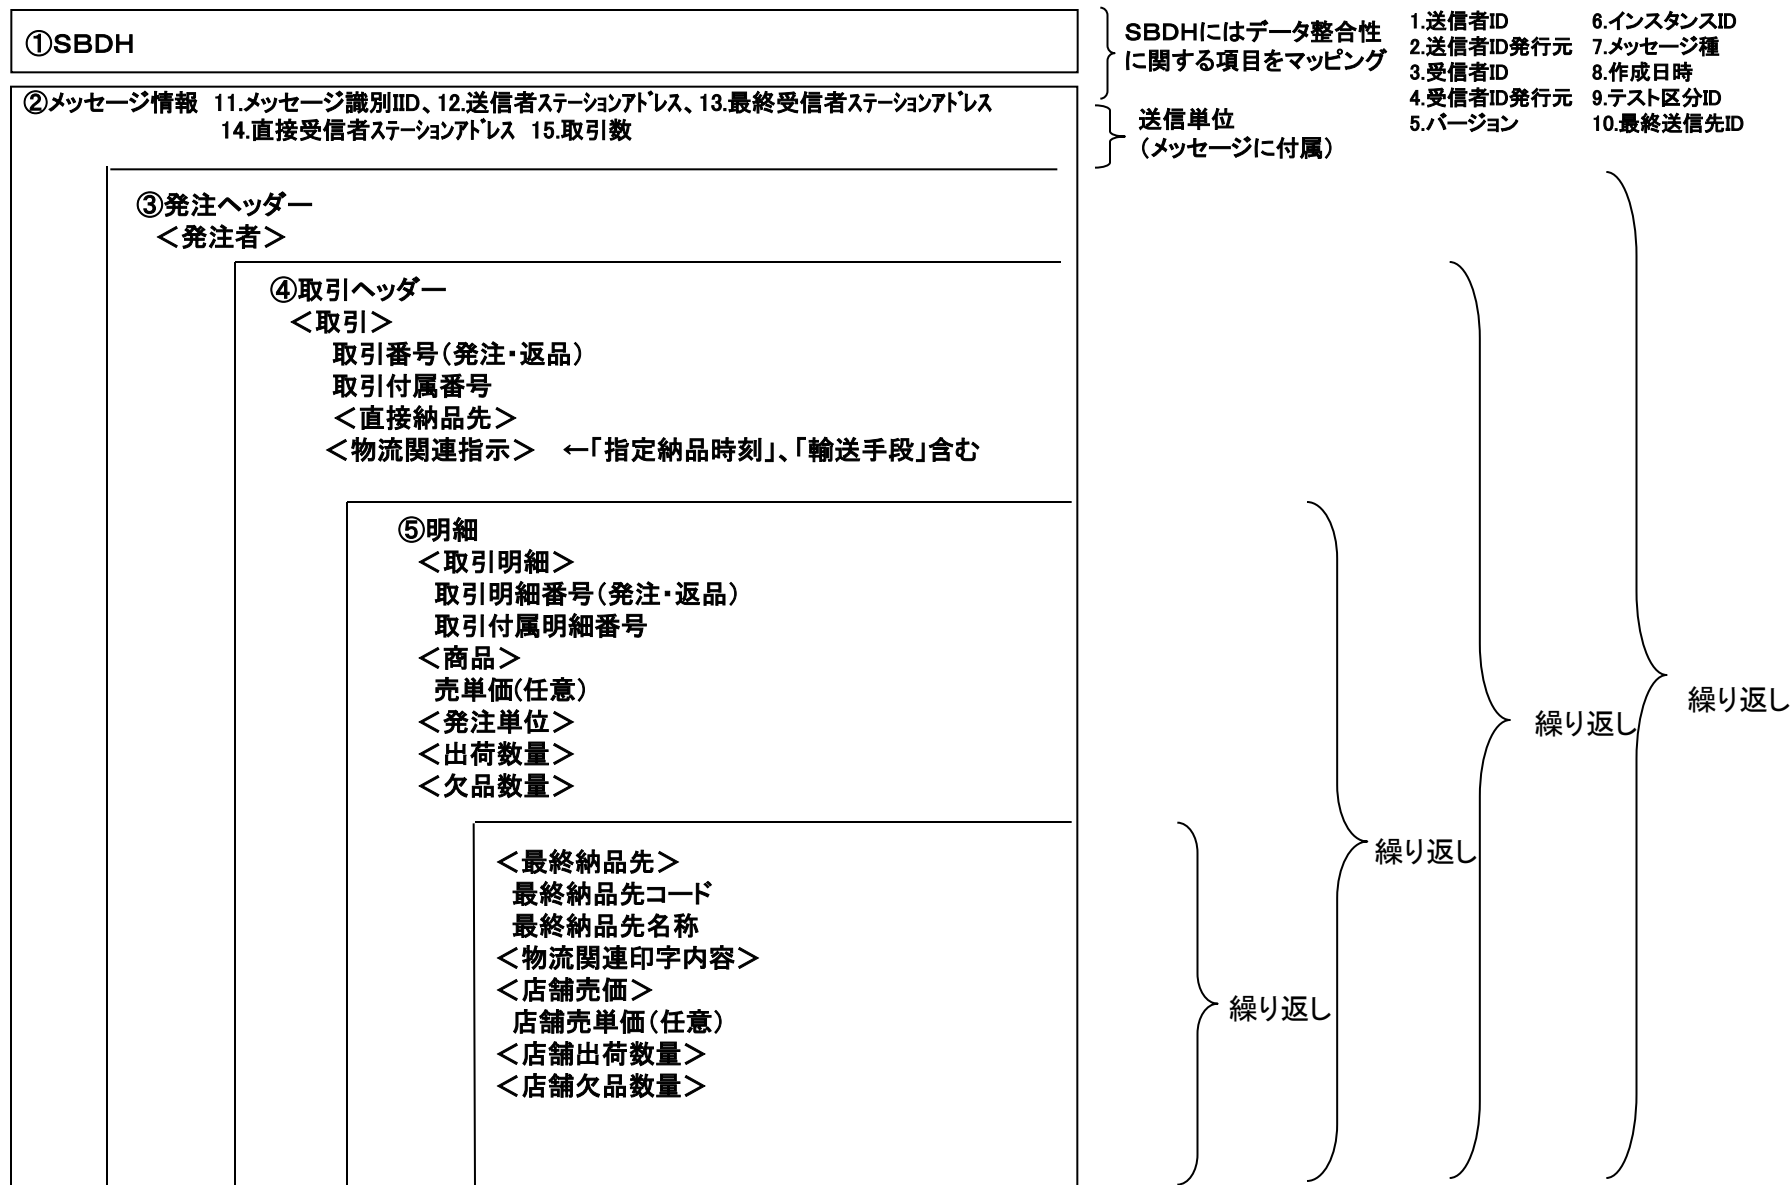 ①SBDH
SBDHにはデータ整合性
に関する項目をマッピング
1.送信者ID
2.送信者ID発行元
3.受信者ID
4.受信者ID発行元
5.バージョン
6.インスタンスID
7.メッセージ種
8.作成日時
9.テスト区分ID
10.最終送信先ID
②メッセージ情報 11.メッセージ識別IID、12.送信者ステーションアドレス、13.最終受信者ステーションアドレス
14.直接受信者ステーションアドレス 15.取引数
送信単位
(メッセージに付属)
③発注ヘッダー
<発注者>
④取引ヘッダー
<取引>
取引番号(発注・返品)
取引付属番号
<直接納品先>
<物流関連指示> ←「指定納品時刻」、「輸送手段」含む
⑤明細
<取引明細>
取引明細番号(発注・返品)
取引付属明細番号
<商品>
売単価(任意)
<発注単位>
<出荷数量>
<欠品数量>
<最終納品先>
最終納品先コード
最終納品先名称
<物流関連印字内容>
<店舗売価>
店舗売単価(任意)
<店舗出荷数量>
<店舗欠品数量>
繰り返し
繰り返し
繰り返し
繰り返し